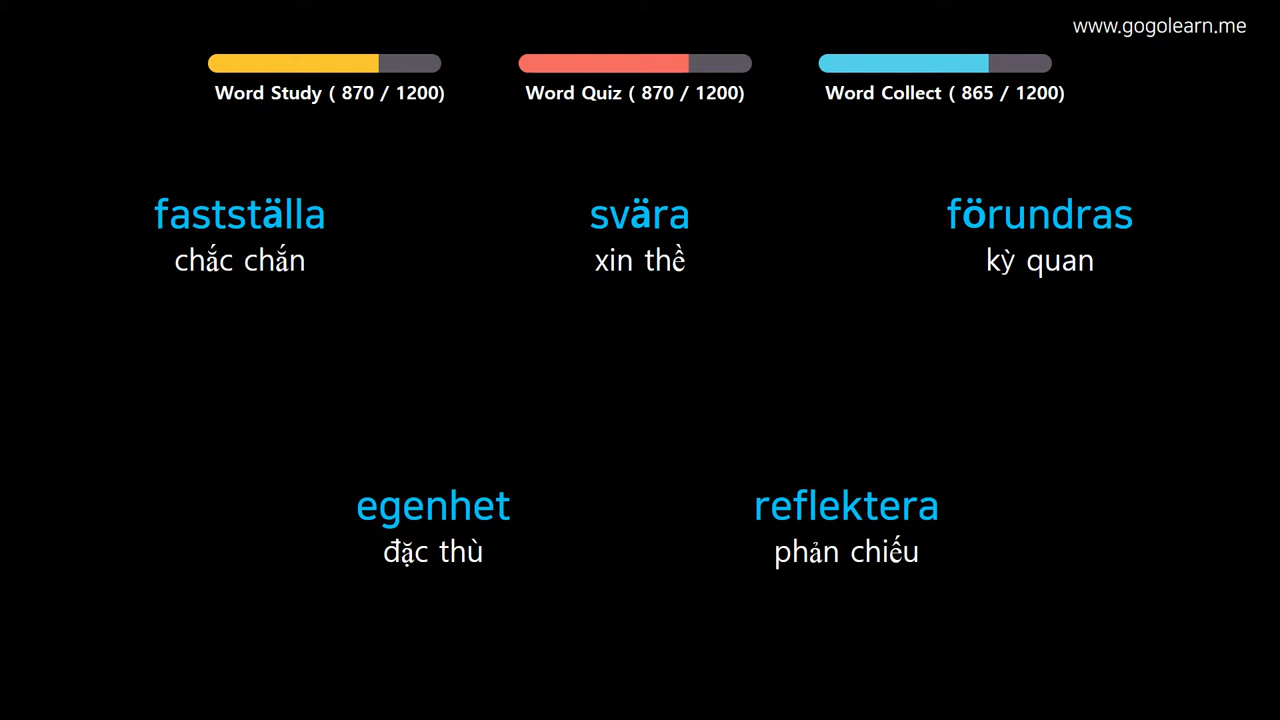 www.gogolearn.me
Word Study ( 870 / 1200)
Word Quiz ( 870 / 1200)
Word Collect ( 865 / 1200)
fastställa
chắc chắn
svära
xin thề
förundras
kỳ quan
egenhet
đặc thù
reflektera
phản chiếu